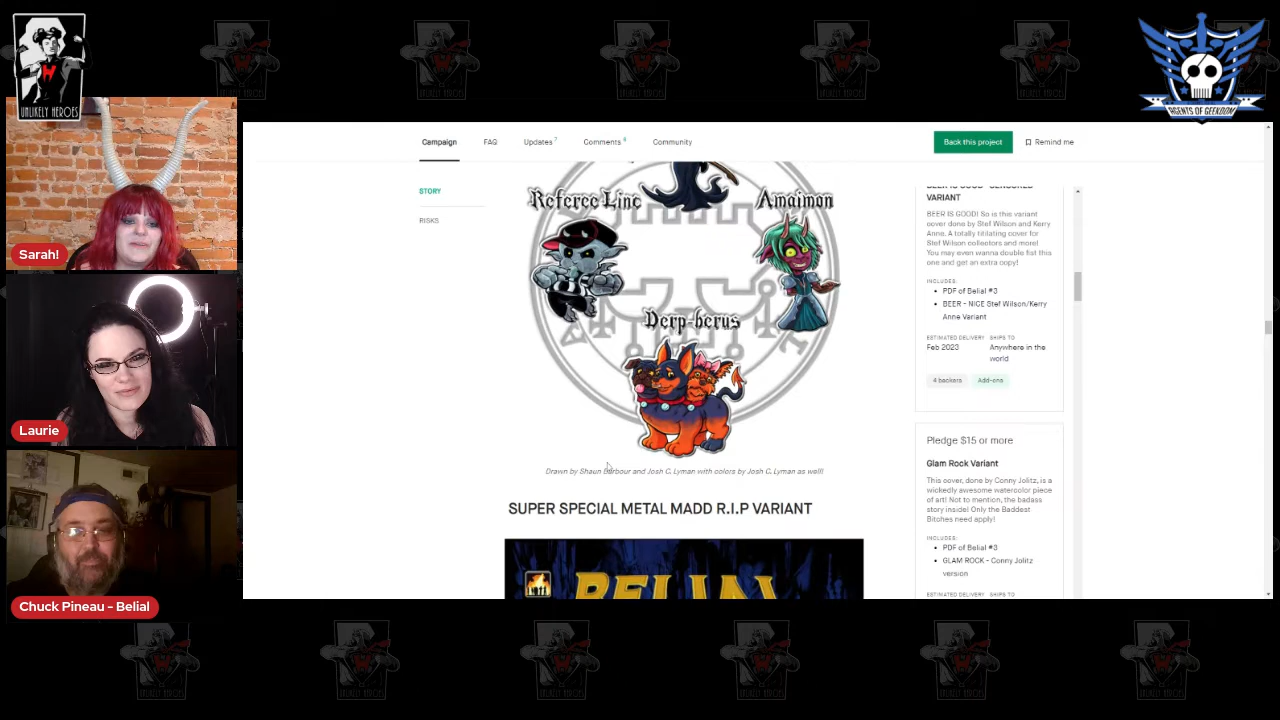 UNLIKELY HEROES
AGENTS OF GEEKDOM
Sarah!
Laurie
Chuck Pineau - Belial
Campaign
FAQ
Updates 7
Comments
Community
Back this project
Remind me
STORY
RISKS
Referee Linc
Amaimon
Derp-berus
Drawn by Shaun Barbour and Josh C. Lyman with colors by Josh C. Lyman as well!
SUPER SPECIAL METAL MADD R.I.P VARIANT
BELIAL
BEER IS GOOD - CENSORED
VARIANT
BEER IS GOOD! So is this variant
cover done by Stef Wilson and Kerry
Anne. A totally titilating cover for
Stef Wilson collectors and more!
You may even wanna double fist this
one and get an extra copy!
INCLUDES:
• PDF of Belial #3
• BEER - NICE Stef Wilson/Kerry
Anne Variant
ESTIMATED DELIVERY
SHIPS TO
Feb 2023
Anywhere in the
world
4 backers
Add-ons
Pledge $15 or more
Glam Rock Variant
This cover, done by Conny Jolitz, is a
wickedly awesome watercolor piece
of art! Not to mention, the badass
story inside! Only the Baddest
Bitches need apply!
INCLUDES:
• PDF of Belial #3
• GLAM ROCK - Conny Jolitz
version
ESTIMATED DELIVERY
SHIPS TO